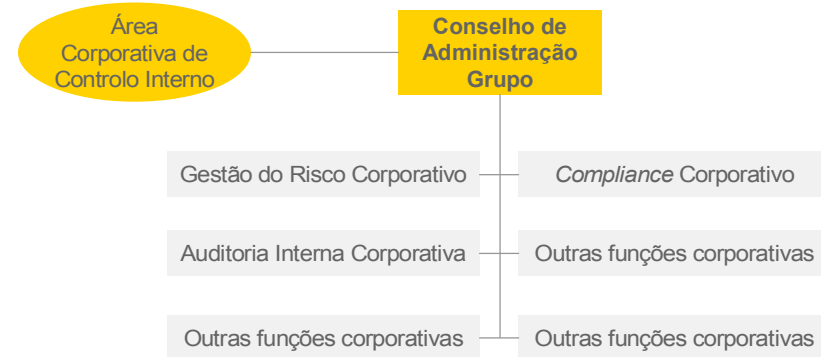 Área
Corporativa de
Controlo Interno
Conselho de
Administração
Grupo
Gestão do Risco Corporativo
Compliance Corporativo
Auditoria Interna Corporativa
Outras funções corporativas
Outras funções corporativas
Outras funções corporativas